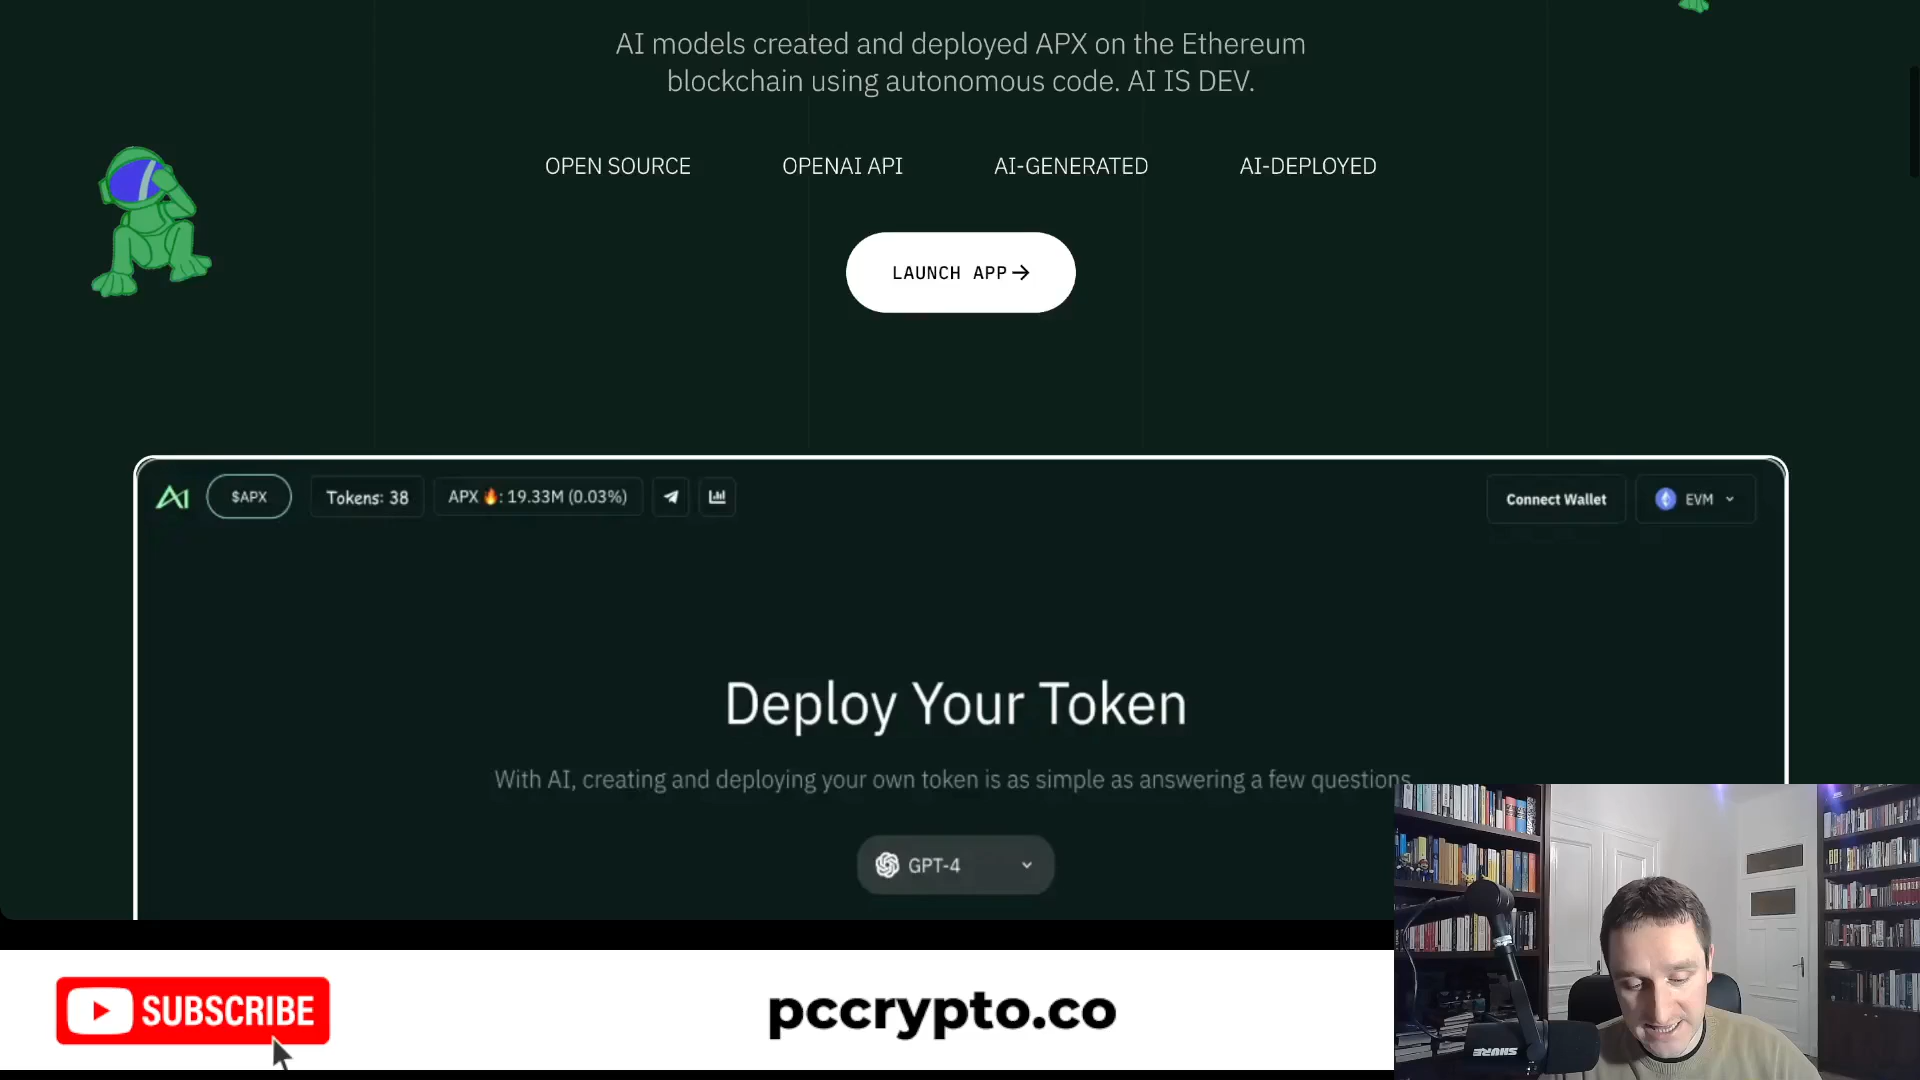 AI models created and deployed APX on the Ethereum
blockchain using autonomous code. AI IS DEV.
OPEN SOURCE OPENAI API AI-GENERATED AI-DEPLOYED
LAUNCH APP→
$APX Tokens: 38 APX 🔥: 19.33M (0.03%) Connect Wallet EVM
Deploy Your Token
With AI, creating and deploying your own token is as simple as answering a few questions.
GPT-4
SUBSCRIBE
pccrypto.co
SHURE